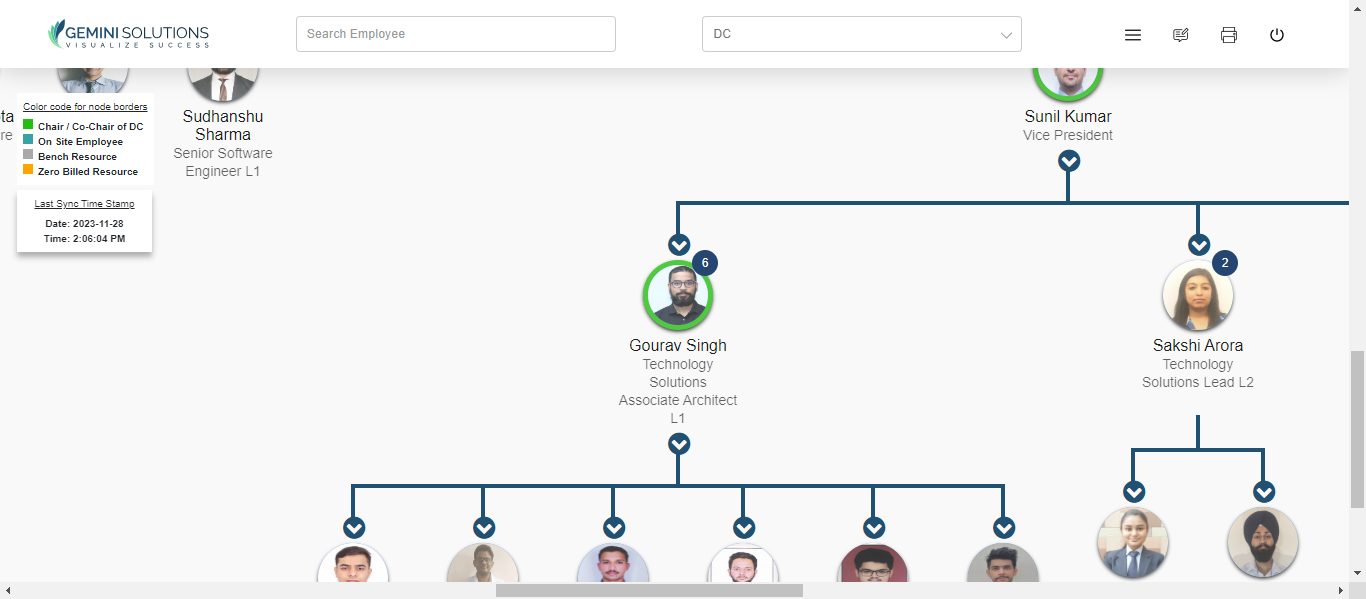 GEMINI SOLUTIONS
VISUALIZE SUCCESS
Search Employee
DC
ta
re
Color code for node borders
Chair / Co-Chair of DC
On Site Employee
Bench Resource
Zero Billed Resource
Last Sync Time Stamp
Date: 2023-11-28
Time: 2:06:04 PM
Sudhanshu
Sharma
Senior Software
Engineer L1
Sunil Kumar
Vice President
6
Gourav Singh
Technology
Solutions
Associate Architect
L1
2
Sakshi Arora
Technology
Solutions Lead L2